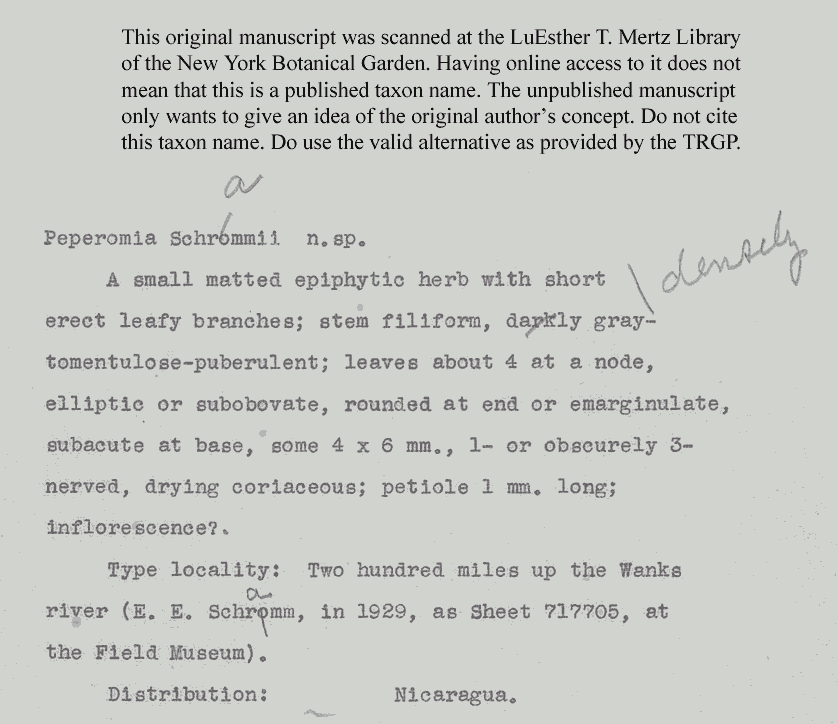 This original manuscript was scanned at the LuEsther T. Mertz Library
of the New York Botanical Garden. Having online access to it does not
mean that this is a published taxon name. The unpublished manuscript
only wants to give an idea of the original author's concept. Do not cite
this taxon name. Do use the valid alternative as provided by the TRGP.
a
Peperomia Schrommii n.sp.
densely
A small matted epiphytic herb with short
erect leafy branches; stem filiform, darkly gray-
tomentulose-puberulent; leaves about 4 at a node,
elliptic or subobovate, rounded at end or emarginulate,
subacute at base, some 4 x 6 mm., 1- or obscurely 3-
nerved, drying coriaceous; petiole 1 mm. long;
inflorescence?.
Type locality: Two hundred miles up the Wanks
a
river (E. E. Schromm, in 1929, as Sheet 717705, at
the Field Museum).
Distribution: Nicaragua.